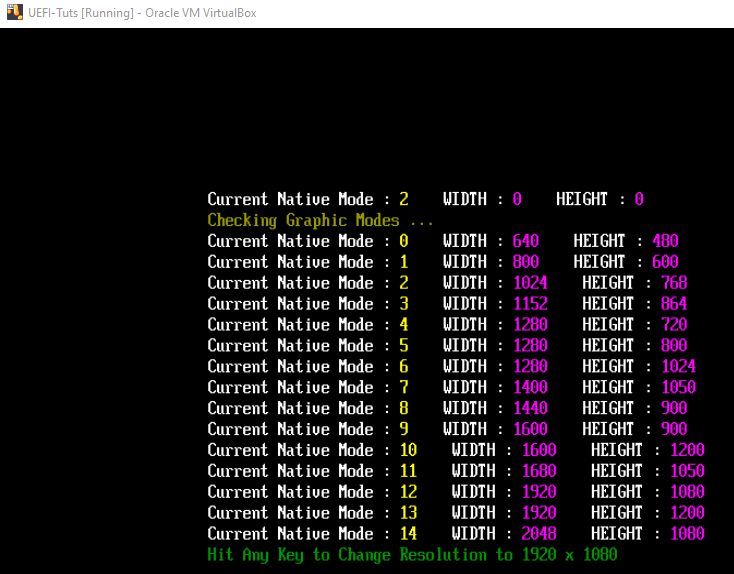 UEFI-Tuts [Running] - Oracle VM VirtualBox
Current Native Mode : 2 WIDTH : 0 HEIGHT : 0
Checking Graphic Modes ...
Current Native Mode : 0 WIDTH : 640 HEIGHT : 480
Current Native Mode : 1 WIDTH : 800 HEIGHT : 600
Current Native Mode : 2 WIDTH : 1024 HEIGHT : 768
Current Native Mode : 3 WIDTH : 1152 HEIGHT : 864
Current Native Mode : 4 WIDTH : 1280 HEIGHT : 720
Current Native Mode : 5 WIDTH : 1280 HEIGHT : 800
Current Native Mode : 6 WIDTH : 1280 HEIGHT : 1024
Current Native Mode : 7 WIDTH : 1400 HEIGHT : 1050
Current Native Mode : 8 WIDTH : 1440 HEIGHT : 900
Current Native Mode : 9 WIDTH : 1600 HEIGHT : 900
Current Native Mode : 10 WIDTH : 1600 HEIGHT : 1200
Current Native Mode : 11 WIDTH : 1680 HEIGHT : 1050
Current Native Mode : 12 WIDTH : 1920 HEIGHT : 1080
Current Native Mode : 13 WIDTH : 1920 HEIGHT : 1200
Current Native Mode : 14 WIDTH : 2048 HEIGHT : 1080
Hit Any Key to Change Resolution to 1920 x 1080